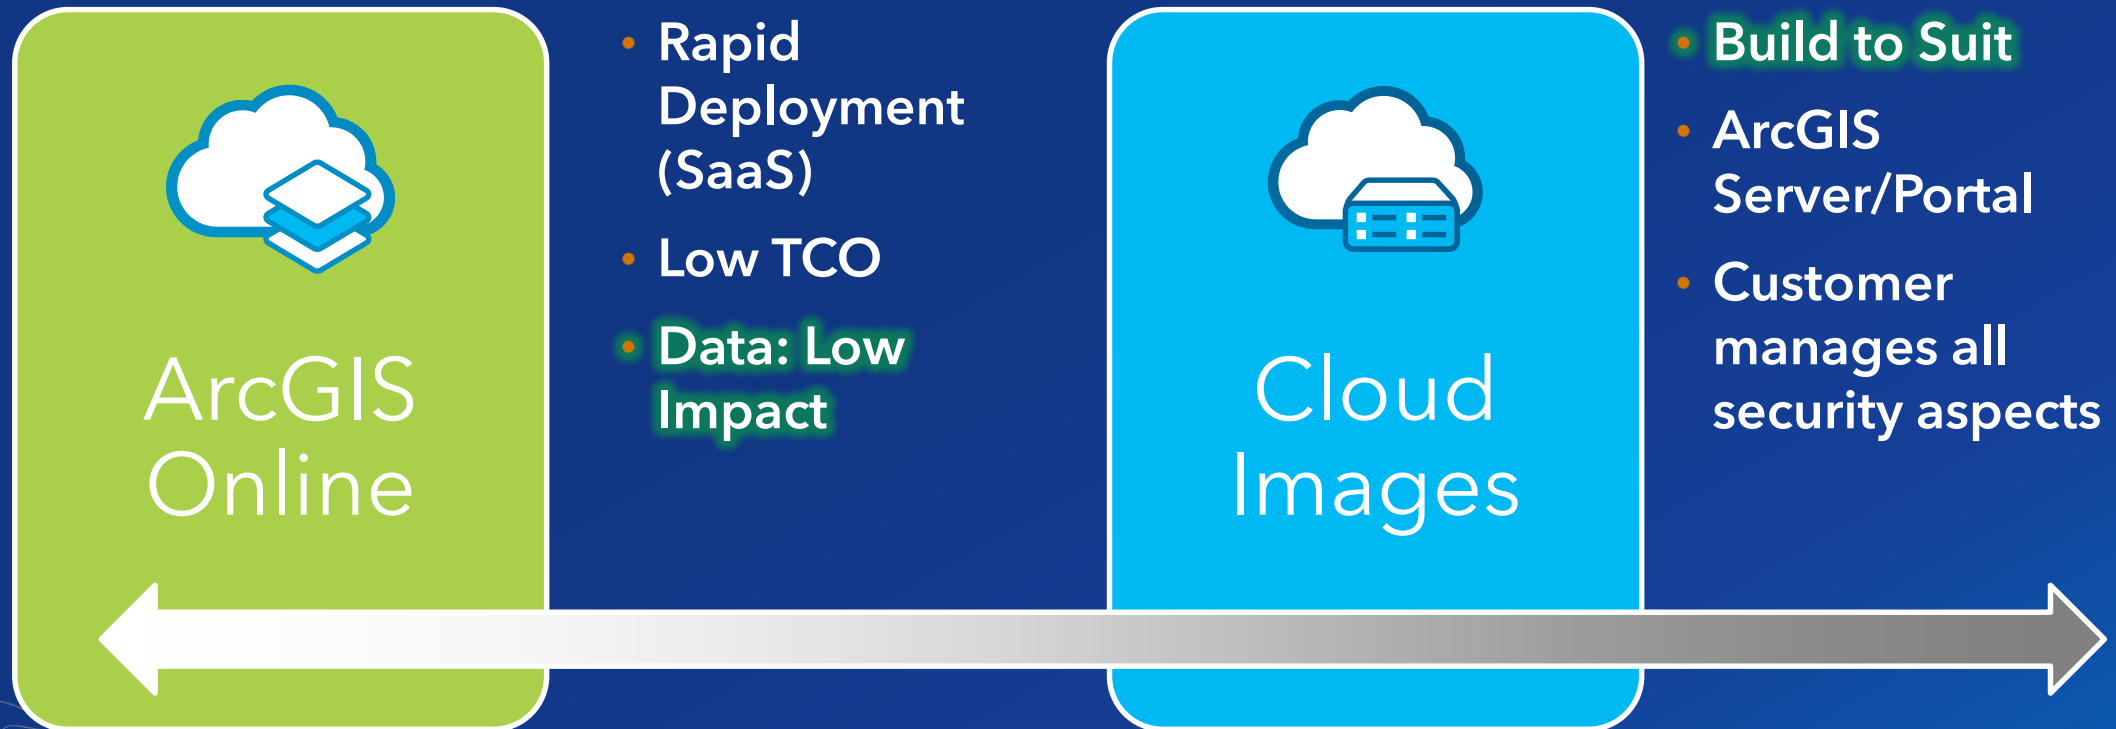 ArcGIS
Online
• Rapid
Deployment
(SaaS)
• Low TCO
• Data: Low
Impact
Cloud
Images
• Build to Suit
• ArcGIS
Server/Portal
• Customer
manages all
security aspects